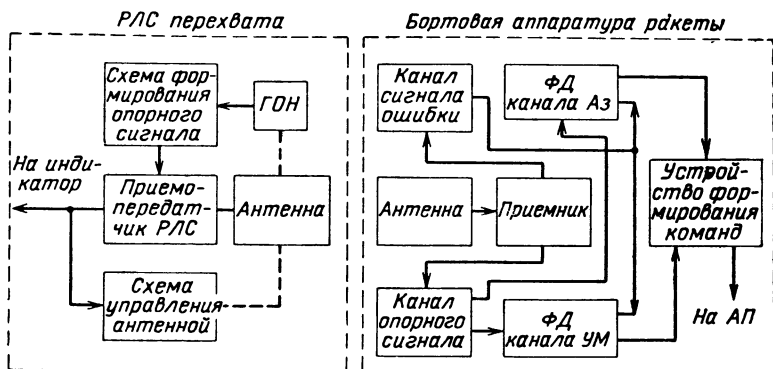 РЛС перехвата
Схема фор-
мирования
опорного
сигнала
ГОН
На инди-
катор
Приемо-
передат-
чик РЛС
Антенна
Схема
управления
антенной
Бортовая аппаратура ракеты
Канал
сигнала
ошибки
ФД
канала Аз
Антенна
Приемник
Устрой-
ство фор-
мирования
команд
Канал
опорного
сигнала
ФД
канала УМ
На АП